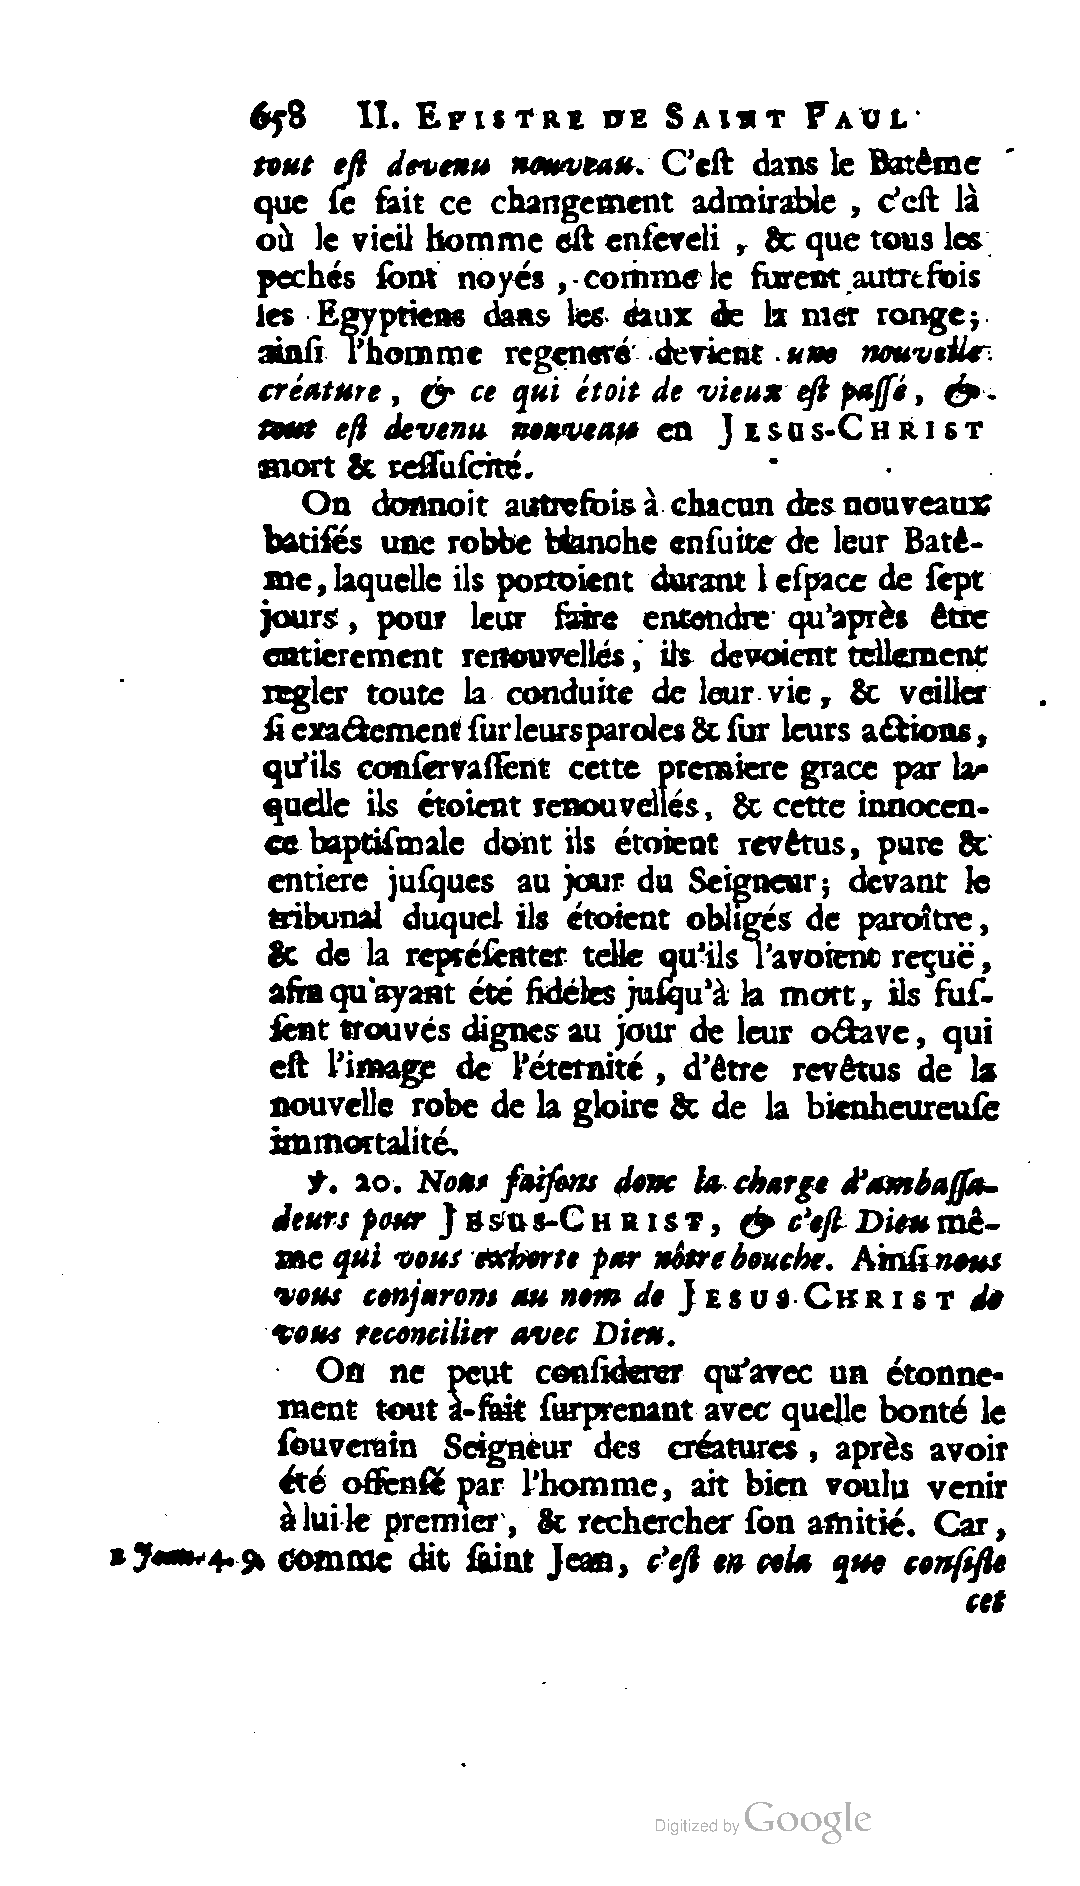 658 II. EPISTRE DE SAINT PAUL
tout eſt devenu nouveau. C'eſt dans le Batême
que ſe fait ce changement admirable, c'eſt là
où le vieil homme eſt enſeveli, & que tous les
pechés ſont noyés, comme le furent autrefois
les Egyptiens dans les eaux de la mer rouge;
ainſi l'homme regeneré devient une nouvelle
créature, & ce qui étoit de vieux eſt paſſé, &
tout eſt devenu nouveau en JESUS-CHRIST
mort & reſſuſcité.
On donnoit autrefois à chacun des nouveaux
batiſés une robbe blanche enſuite de leur Batê-
me, laquelle ils portoient durant l eſpace de ſept
jours, pour leur faire entendre qu'après être
entierement renouvellés, ils devoient tellement
regler toute la conduite de leur vie, & veiller
ſi exactement ſur leurs paroles & ſur leurs actions,
qu'ils conſervaſſent cette premiere grace par la-
quelle ils étoient renouvellés, & cette innocen-
ce baptiſmale dont ils étoient revêtus, pure &
entiere juſques au jour du Seigneur; devant le
tribunal duquel ils étoient obligés de paroître,
& de la repréſenter telle qu'ils l'avoient reçuë,
afin qu'ayant été fidéles juſqu'à la mort, ils fuſ-
ſent trouvés dignes au jour de leur octave, qui
eſt l'image de l'éternité, d'être revêtus de la
nouvelle robe de la gloire & de la bienheureuſe
immortalité.
℣. 20. Nous faiſons donc la charge d'ambaſſa-
deurs pour JESUS-CHRIST, & c'eſt Dieu mê-
me qui vous exhorte par nôtre bouche. Ainſi nous
vous conjurons au nom de JESUS-CHRIST de
vous reconcilier avec Dieu.
On ne peut conſiderer qu'avec un étonne-
ment tout à-fait ſurprenant avec quelle bonté le
ſouverain Seigneur des créatures, après avoir
été offenſé par l'homme, ait bien voulu venir
à lui le premier, & rechercher ſon amitié. Car,
1 Joan. 4. 9. comme dit ſaint Jean, c'eſt en cela que conſiſte
cet
Digitized by Google